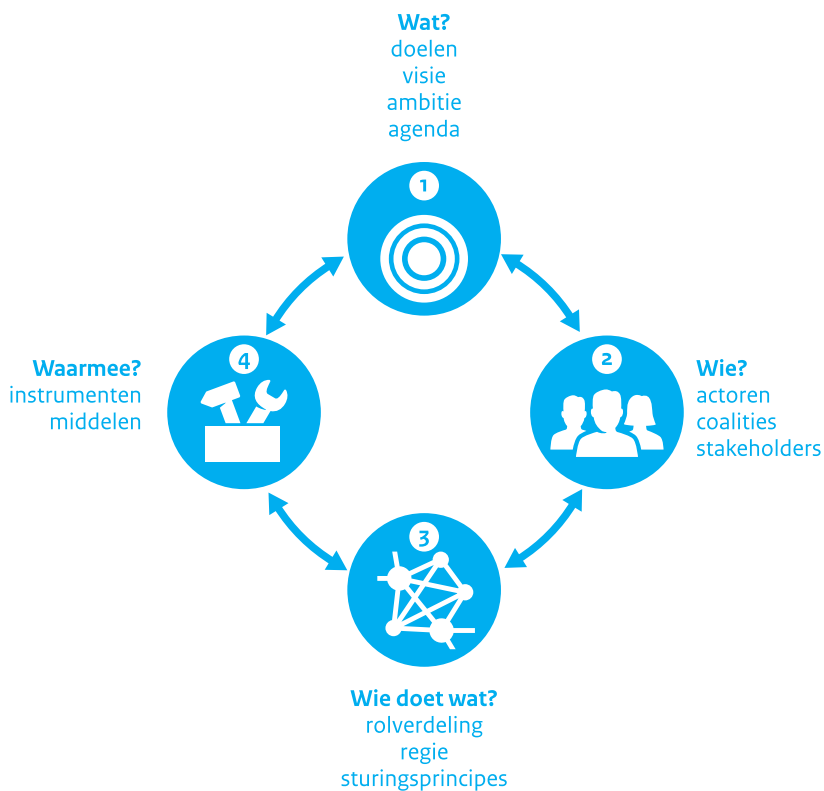 Wat?
doelen
visie
ambitie
agenda
1
2
Wie?
actoren
coalities
stakeholders
3
Wie doet wat?
rolverdeling
regie
sturingsprincipes
4
Waarmee?
instrumenten
middelen